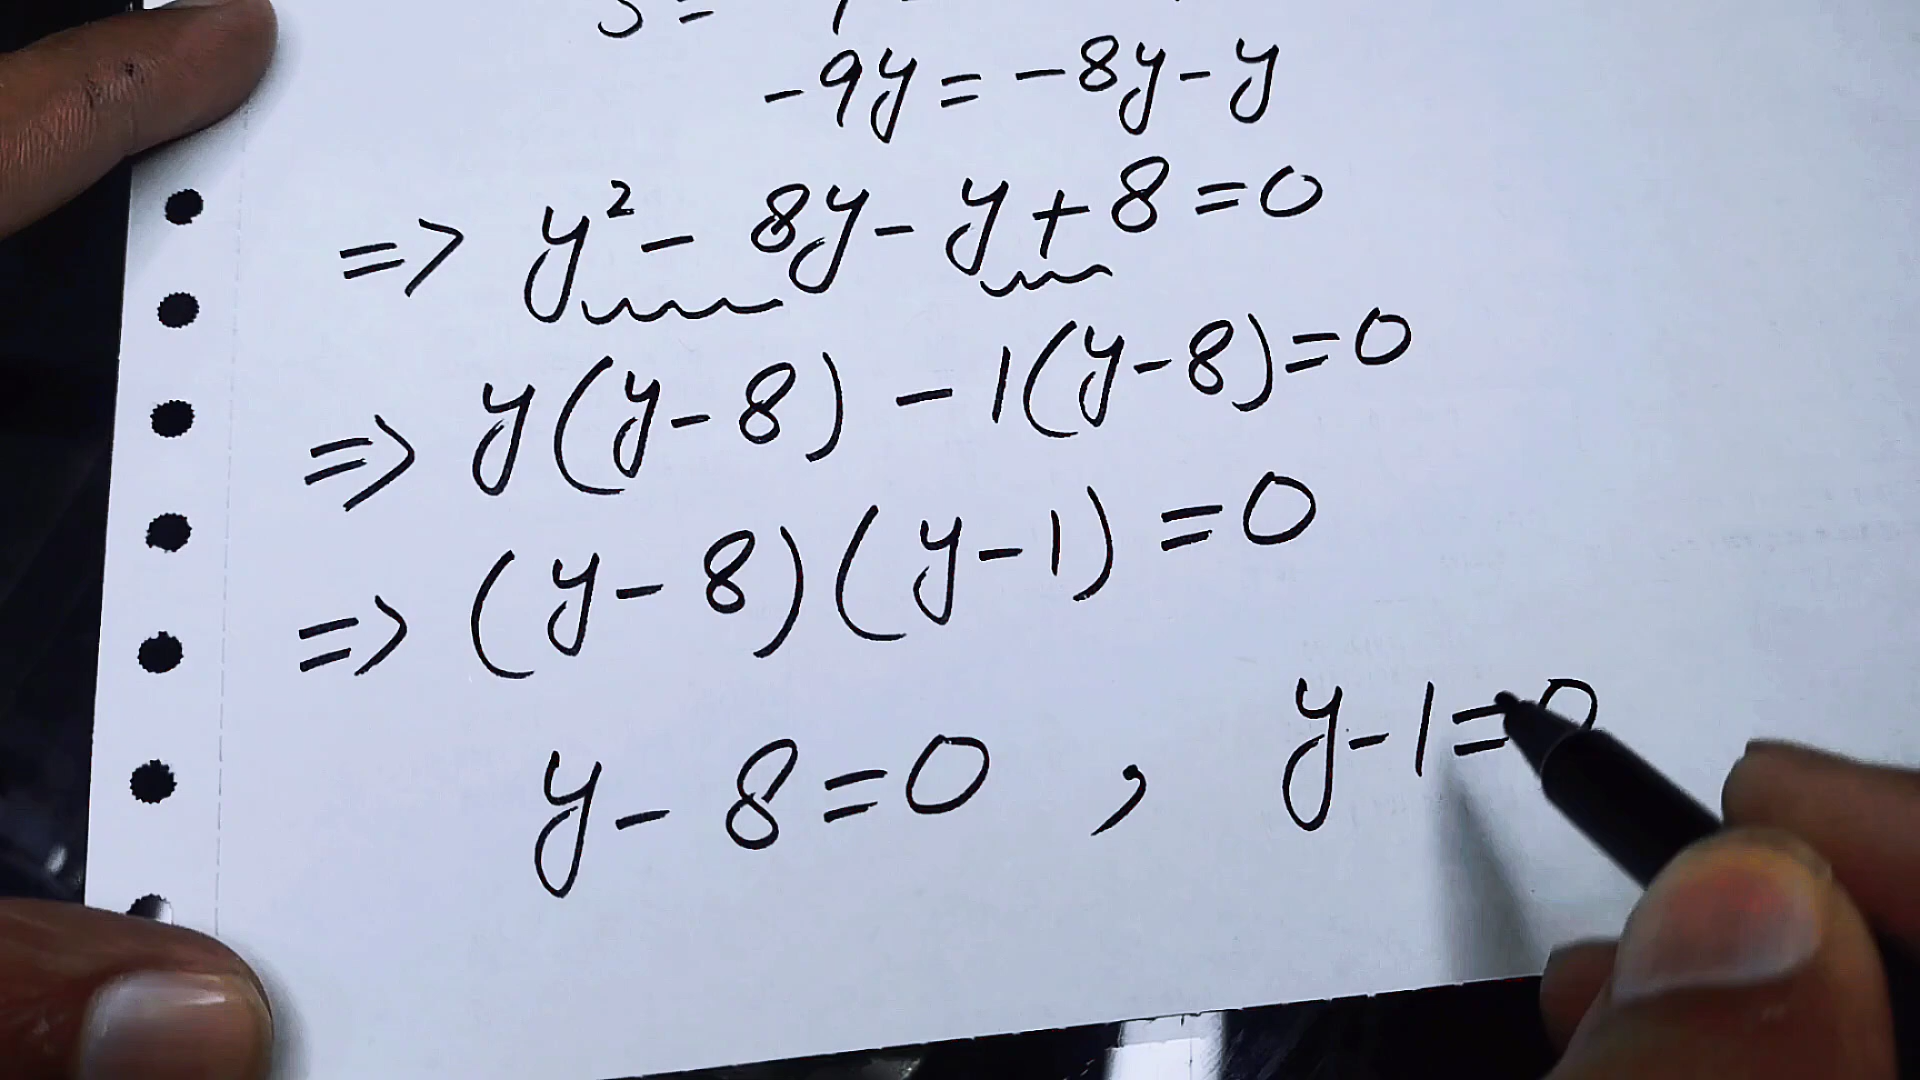 -9y = -8y - y
=> y² - 8y - y + 8 = 0
=> y(y - 8) - 1(y - 8) = 0
=> (y - 8)(y - 1) = 0
y - 8 = 0 , y - 1 = 0